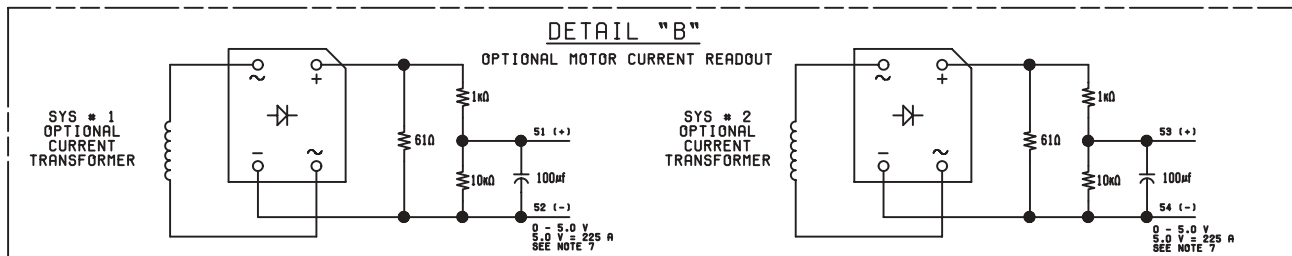 DETAIL "B"
OPTIONAL MOTOR CURRENT READOUT
SYS # 1
OPTIONAL
CURRENT
TRANSFORMER
~
+
−
~
61Ω
1KΩ
10KΩ
100µf
51 (+)
52 (-)
0 - 5.0 V
5.0 V = 225 A
SEE NOTE 7
SYS # 2
OPTIONAL
CURRENT
TRANSFORMER
~
+
−
~
61Ω
1KΩ
10KΩ
100µf
53 (+)
54 (-)
0 - 5.0 V
5.0 V = 225 A
SEE NOTE 7